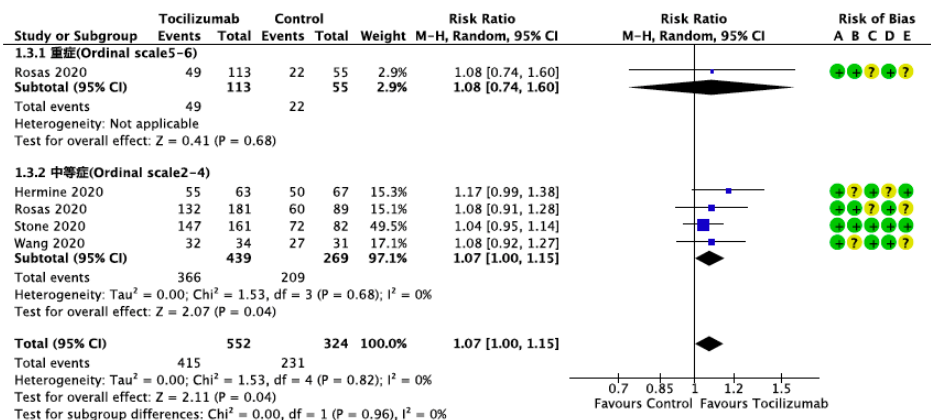 Tocilizumab Control Risk Ratio Risk Ratio Risk of Bias
Study or Subgroup Events Total Events Total Weight M-H, Random, 95% CI M-H, Random, 95% CI A B C D E
1.3.1 重症(Ordinal scale5-6)
Rosas 2020 49 113 22 55 2.9% 1.08 [0.74, 1.60] + + ? + ?
Subtotal (95% CI) 113 55 2.9% 1.08 [0.74, 1.60]
Total events 49 22
Heterogeneity: Not applicable
Test for overall effect: Z = 0.41 (P = 0.68)
1.3.2 中等症(Ordinal scale2-4)
Hermine 2020 55 63 50 67 15.3% 1.17 [0.99, 1.38] + ? + ? +
Rosas 2020 132 181 60 89 15.1% 1.08 [0.91, 1.28] + + ? + ?
Stone 2020 147 161 72 82 49.5% 1.04 [0.95, 1.14] + + + + +
Wang 2020 32 34 27 31 17.1% 1.08 [0.92, 1.27] + ? + + ?
Subtotal (95% CI) 439 269 97.1% 1.07 [1.00, 1.15]
Total events 366 209
Heterogeneity: Tau² = 0.00; Chi² = 1.53, df = 3 (P = 0.68); I² = 0%
Test for overall effect: Z = 2.07 (P = 0.04)
Total (95% CI) 552 324 100.0% 1.07 [1.00, 1.15]
Total events 415 231
Heterogeneity: Tau² = 0.00; Chi² = 1.53, df = 4 (P = 0.82); I² = 0%
Test for overall effect: Z = 2.11 (P = 0.04)
Test for subgroup differences: Chi² = 0.00, df = 1 (P = 0.96), I² = 0%
0.7 0.85 1 1.2 1.5
Favours Control Favours Tocilizumab